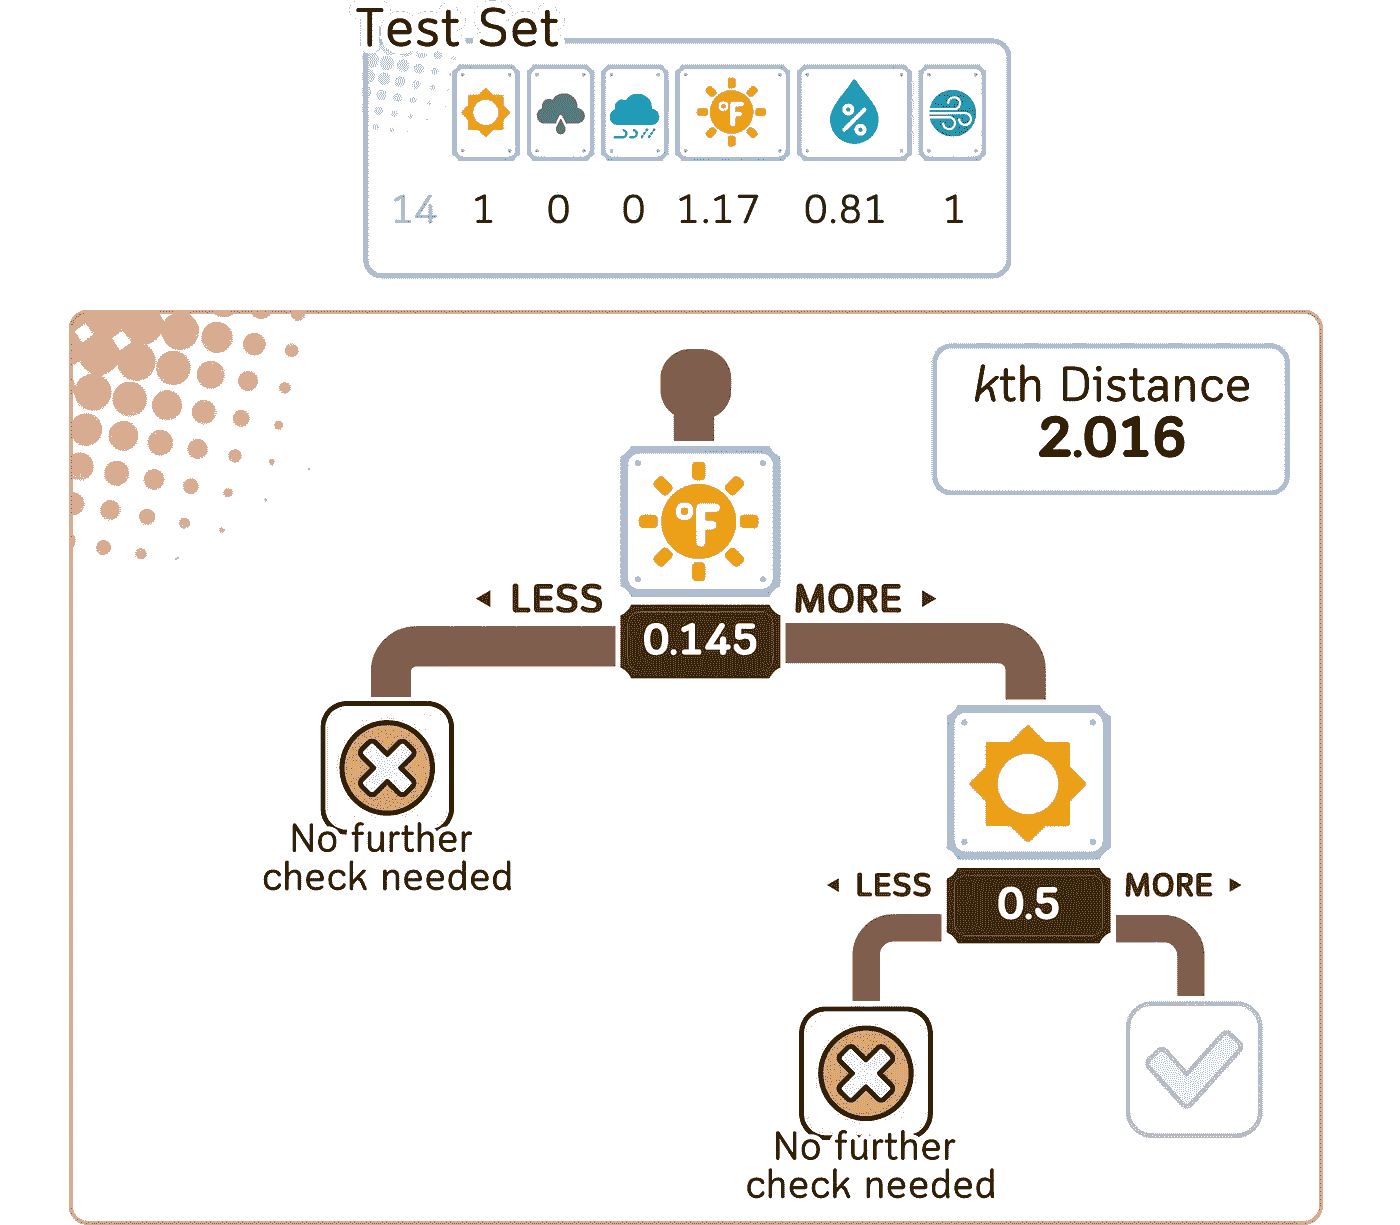 Test Set
°F
%
14 1 0 0 1.17 0.81 1
kth Distance
2.016
°F
◄ LESS MORE ►
0.145
No further
check needed
◄ LESS MORE ►
0.5
No further
check needed